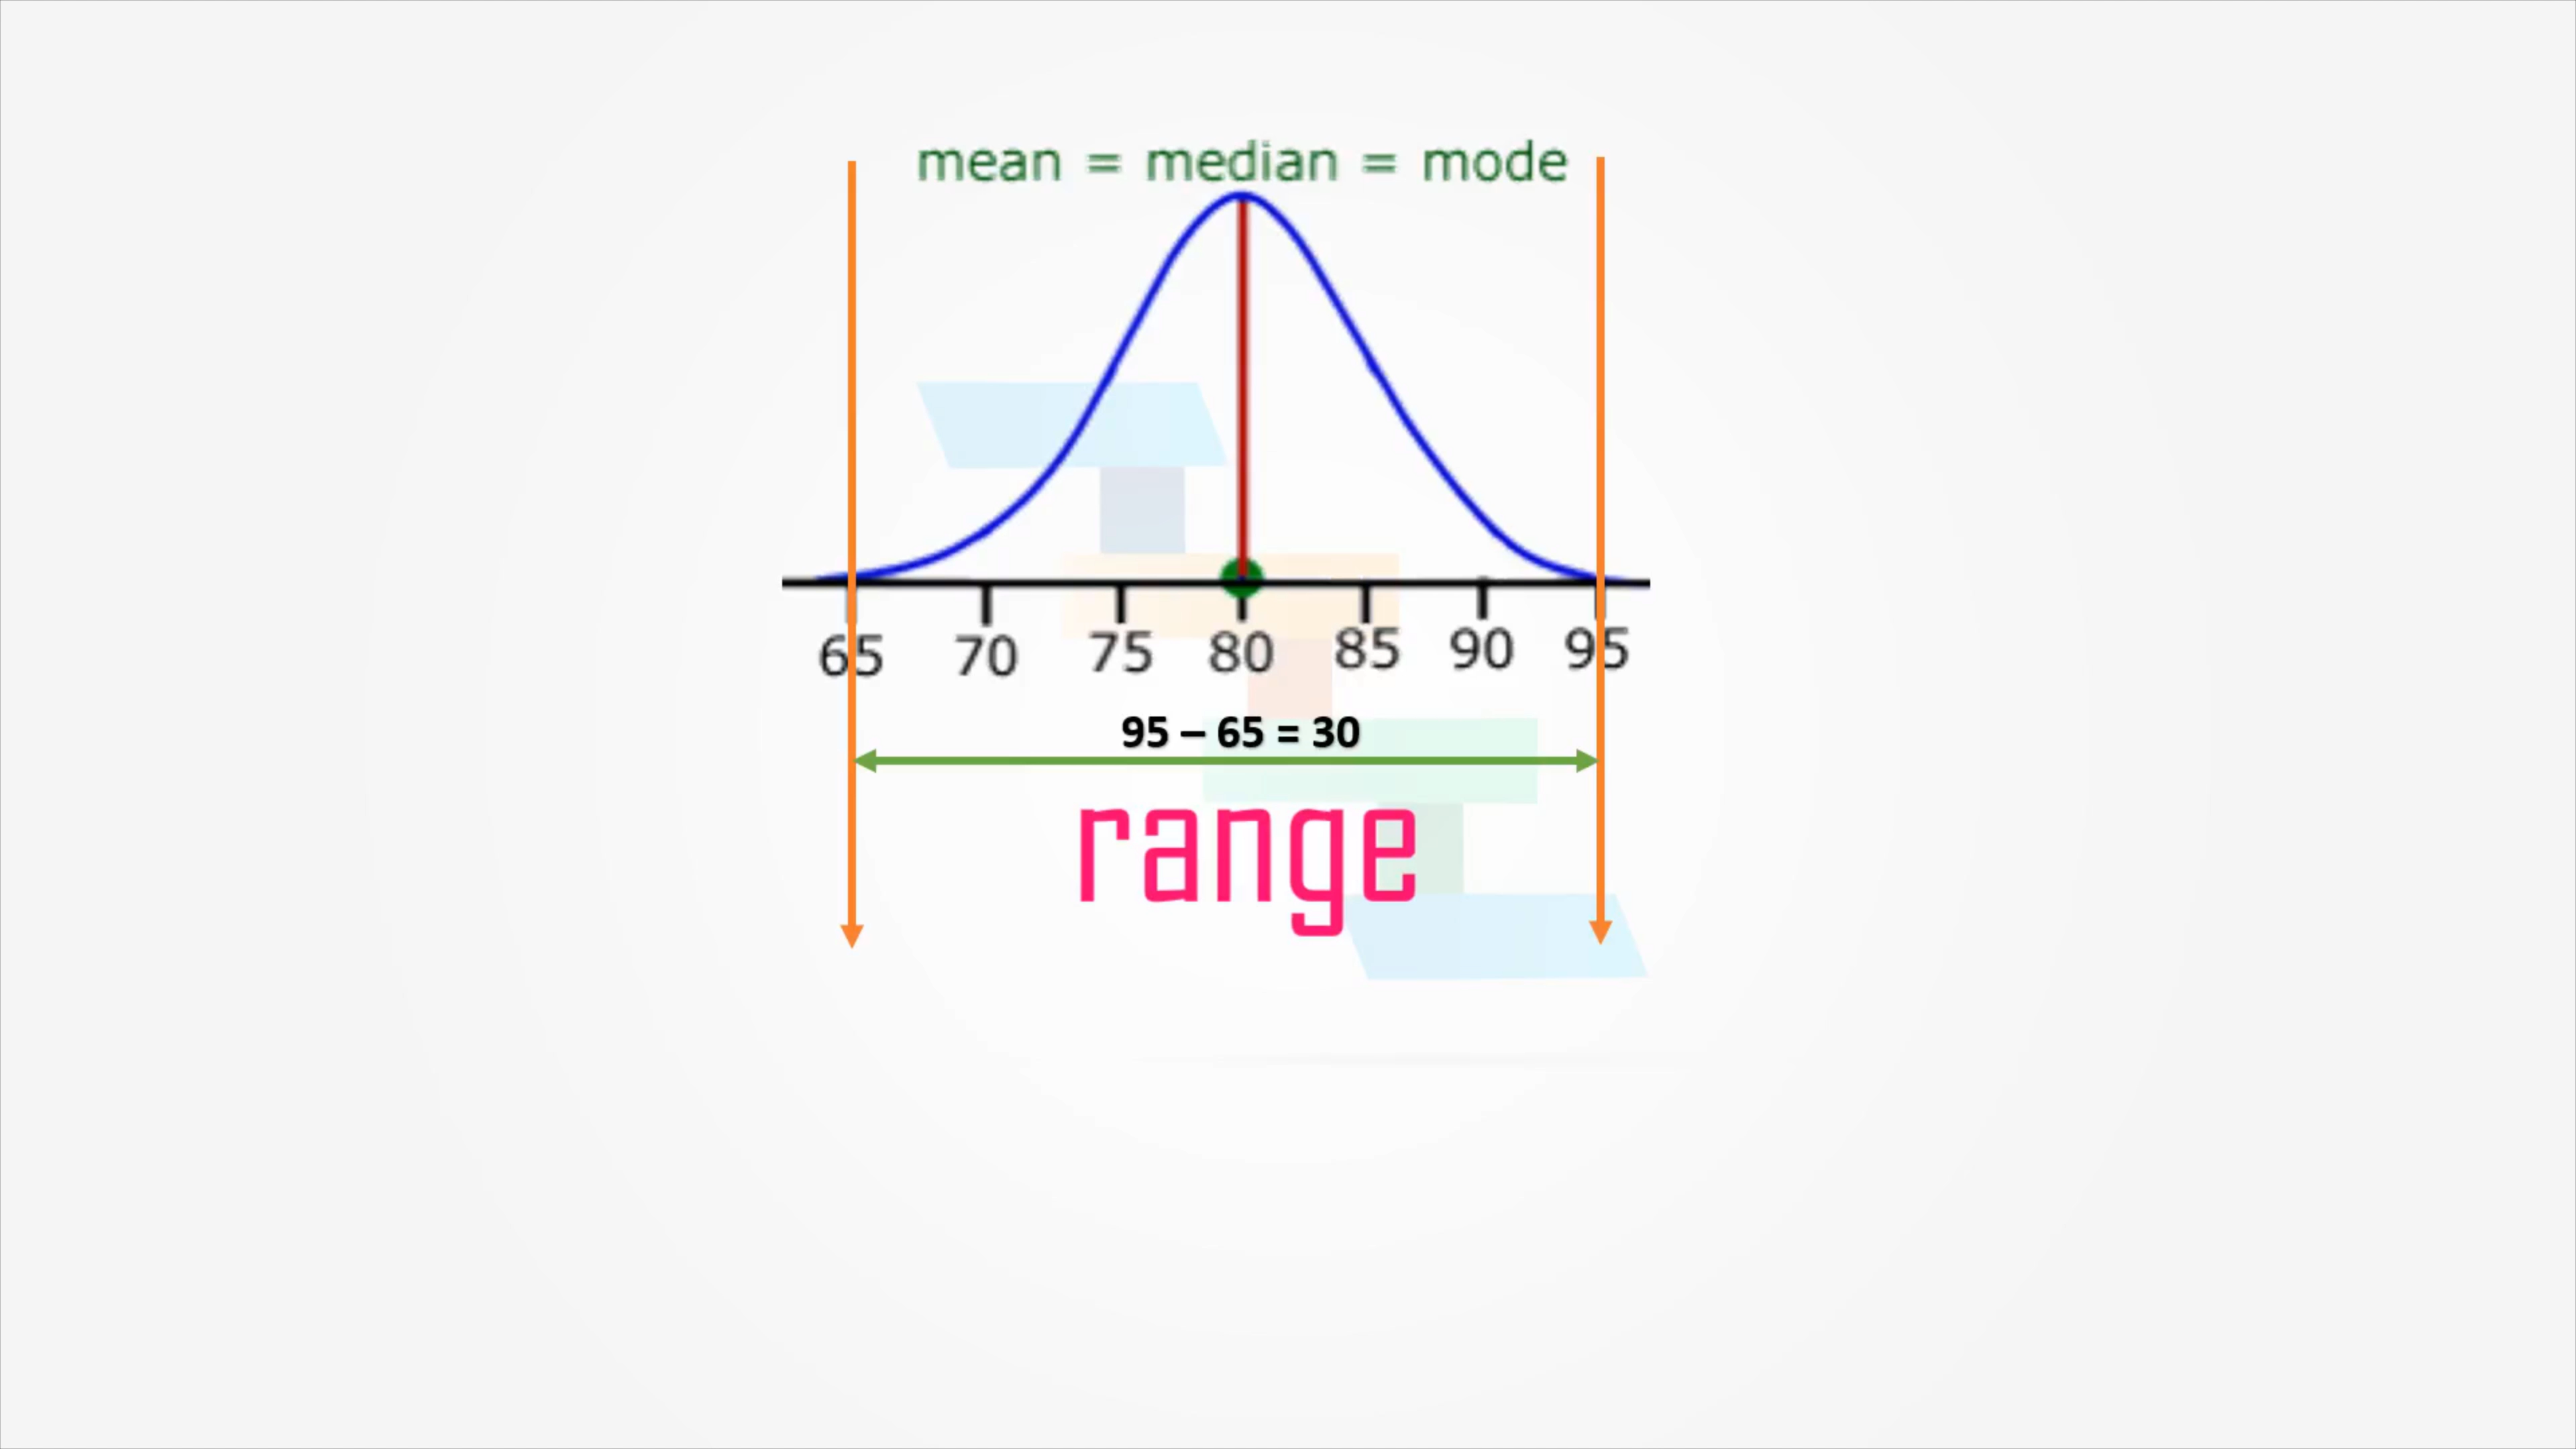 mean = median = mode
65 70 75 80 85 90 95
95 – 65 = 30
range